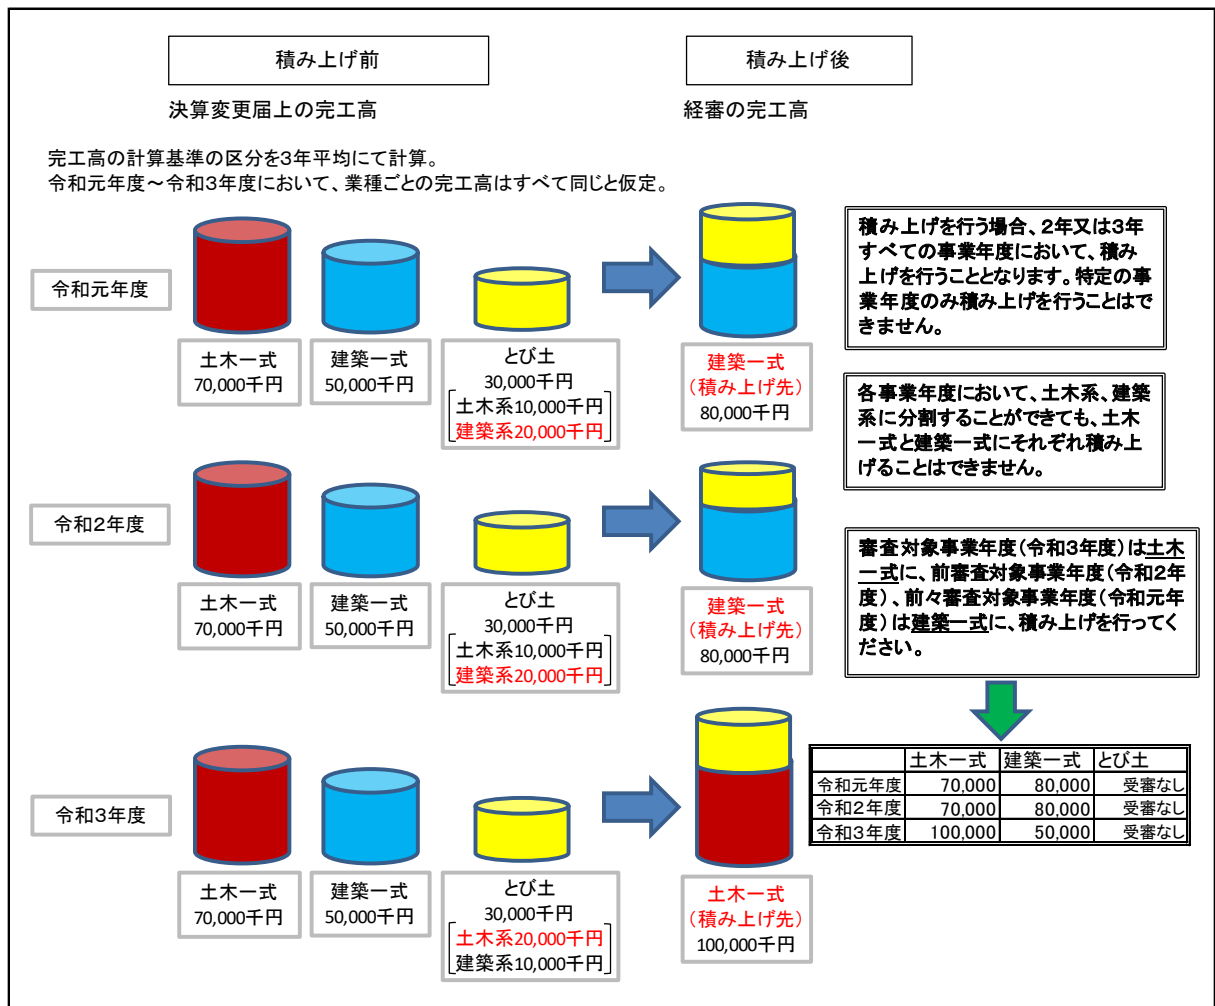 積み上げ前
積み上げ後
決算変更届上の完工高
経審の完工高
完工高の計算基準の区分を3年平均にて計算。
令和元年度～令和3年度において、業種ごとの完工高はすべて同じと仮定。
令和元年度
土木一式
70,000千円
建築一式
50,000千円
とび土
30,000千円
土木系10,000千円
建築系20,000千円
建築一式
(積み上げ先)
80,000千円
積み上げを行う場合、2年又は3年
すべての事業年度において、積み
上げを行うこととなります。特定の事
業年度のみ積み上げを行うことはで
きません。
各事業年度において、土木系、建築
系に分割することができても、土木
一式と建築一式にそれぞれ積み上
げることはできません。
令和2年度
土木一式
70,000千円
建築一式
50,000千円
とび土
30,000千円
土木系10,000千円
建築系20,000千円
建築一式
(積み上げ先)
80,000千円
審査対象事業年度(令和3年度)は土木
一式に、前審査対象事業年度(令和2年
度)、前々審査対象事業年度(令和元年
度)は建築一式に、積み上げを行ってく
ださい。
土木一式 建築一式 とび土
令和元年度 70,000 80,000 受審なし
令和2年度 70,000 80,000 受審なし
令和3年度 100,000 50,000 受審なし
令和3年度
土木一式
70,000千円
建築一式
50,000千円
とび土
30,000千円
土木系20,000千円
建築系10,000千円
土木一式
(積み上げ先)
100,000千円